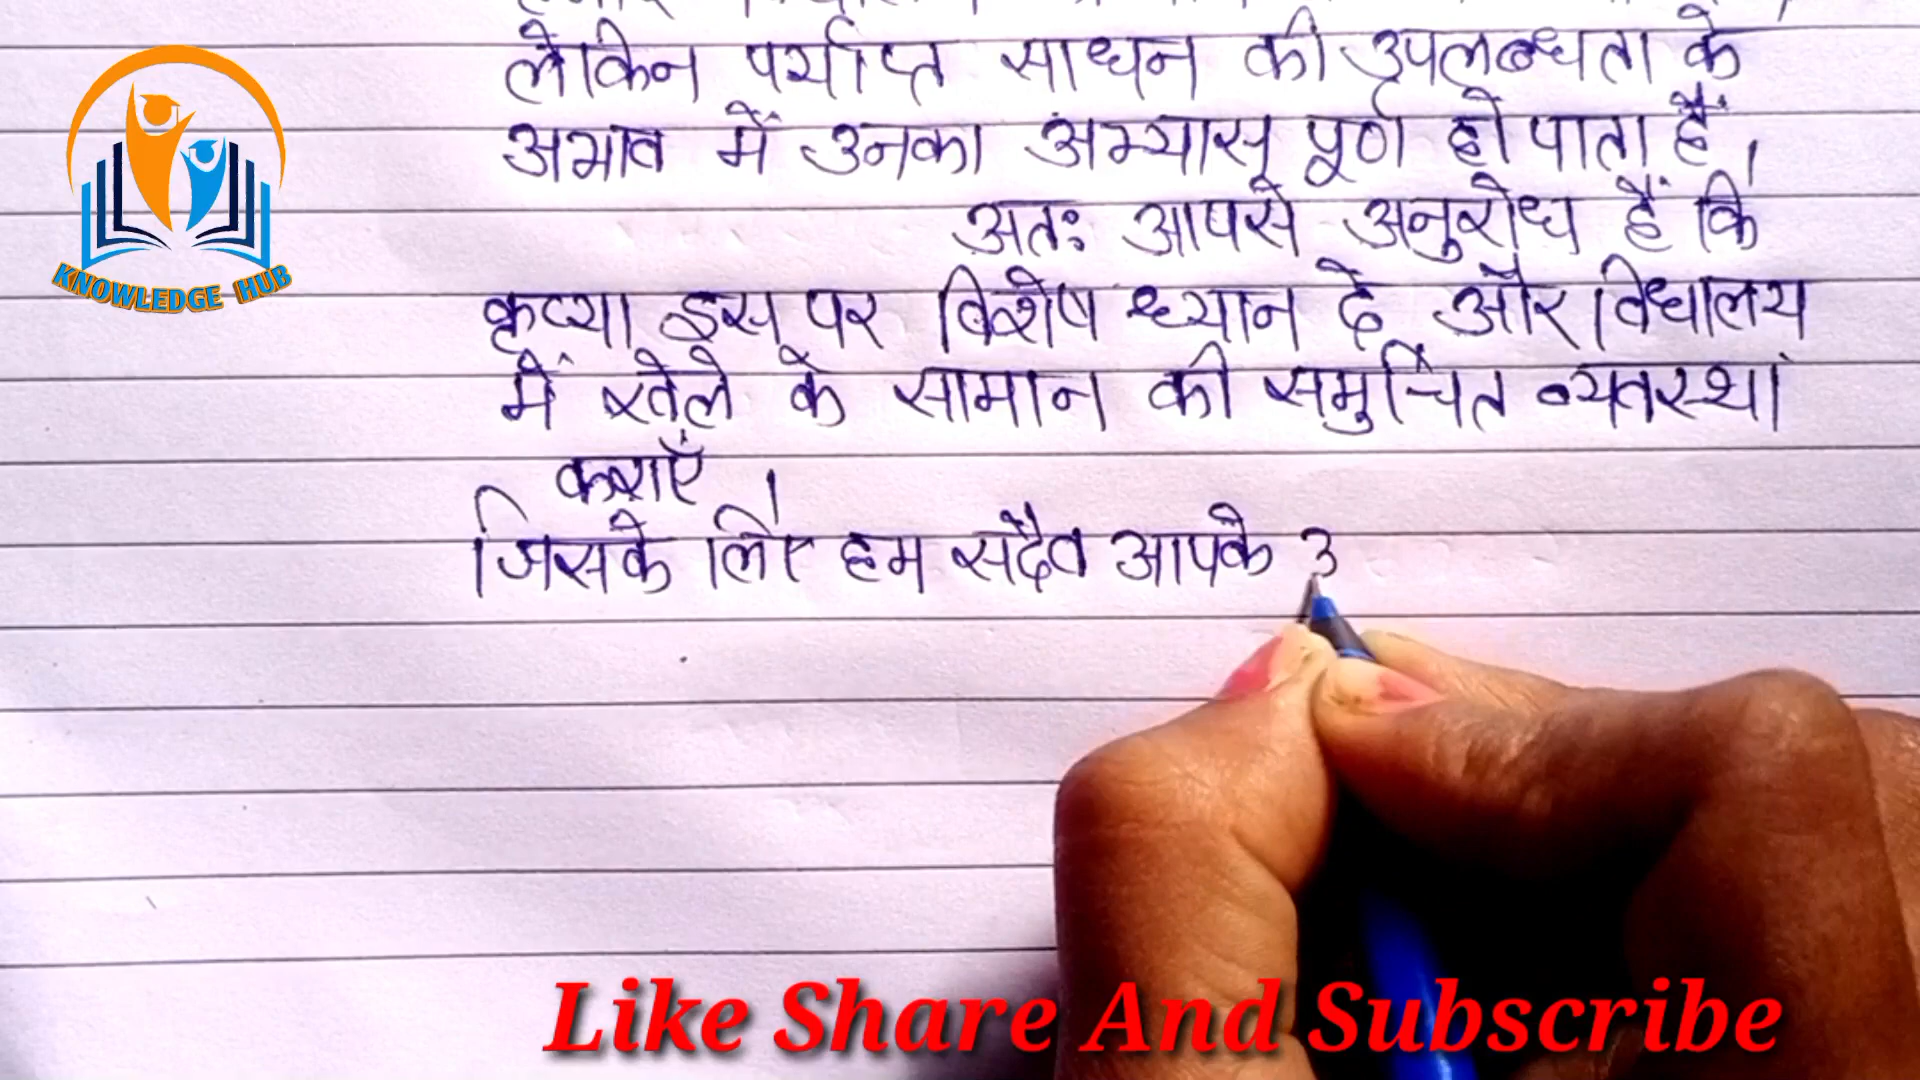 लेकिन पर्याप्त साधन की उपलब्धता के
अभाव में उनका अभ्यास पूर्ण हो पाता हैं।
अतः आपसे अनुरोध हैं कि
कृप्या इस पर विशेष ध्यान दे और विधालय
में खेले के सामान की समुचित व्यवस्था
कराएँ ।
जिसके लिए हम सदैव आपके
KNOWLEDGE HUB
Like Share And Subscribe